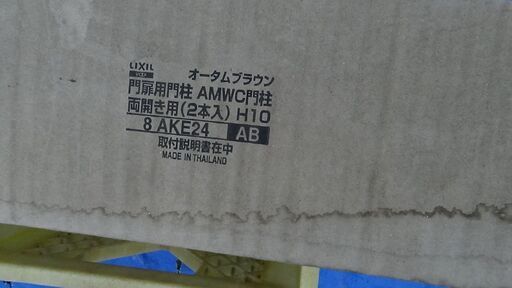 LIXIL
オータムブラウン
門扉用門柱 AMWC門柱
両開き用(2本入) H10
8 AKE24 AB
取付説明書在中
MADE IN THAILAND